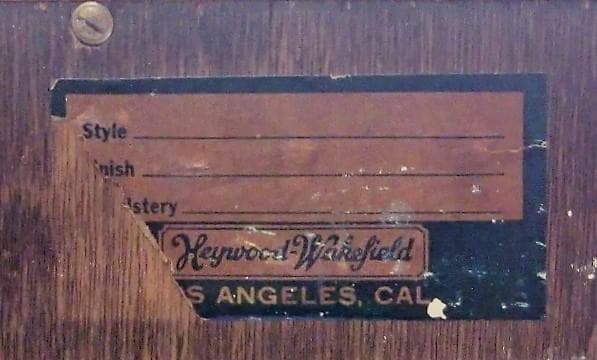 Style
inish
lstery
Heywood-Wakefield
S ANGELES, CAL.